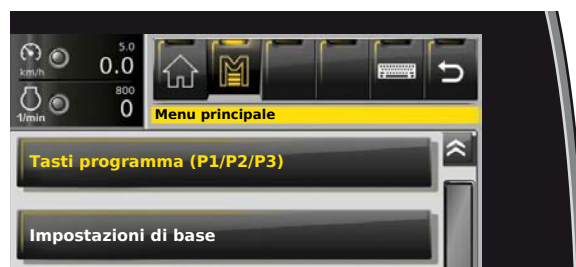 5.0
km/h 0.0
800
1/min 0
Menu principale
Tasti programma (P1/P2/P3)
Impostazioni di base